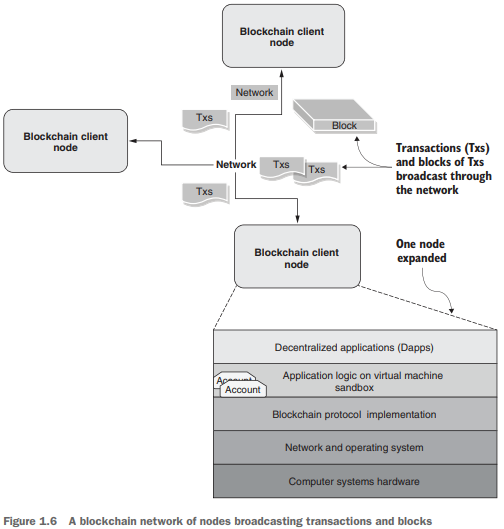 Blockchain client
node
Network
Txs
Block
Blockchain client
node
Transactions (Txs)
and blocks of Txs
broadcast through
the network
Network
Txs
Txs
Txs
Blockchain client
node
One node
expanded
Decentralized applications (Dapps)
Application logic on virtual machine
sandbox
Account
Account
Blockchain protocol implementation
Network and operating system
Computer systems hardware
Figure 1.6 A blockchain network of nodes broadcasting transactions and blocks